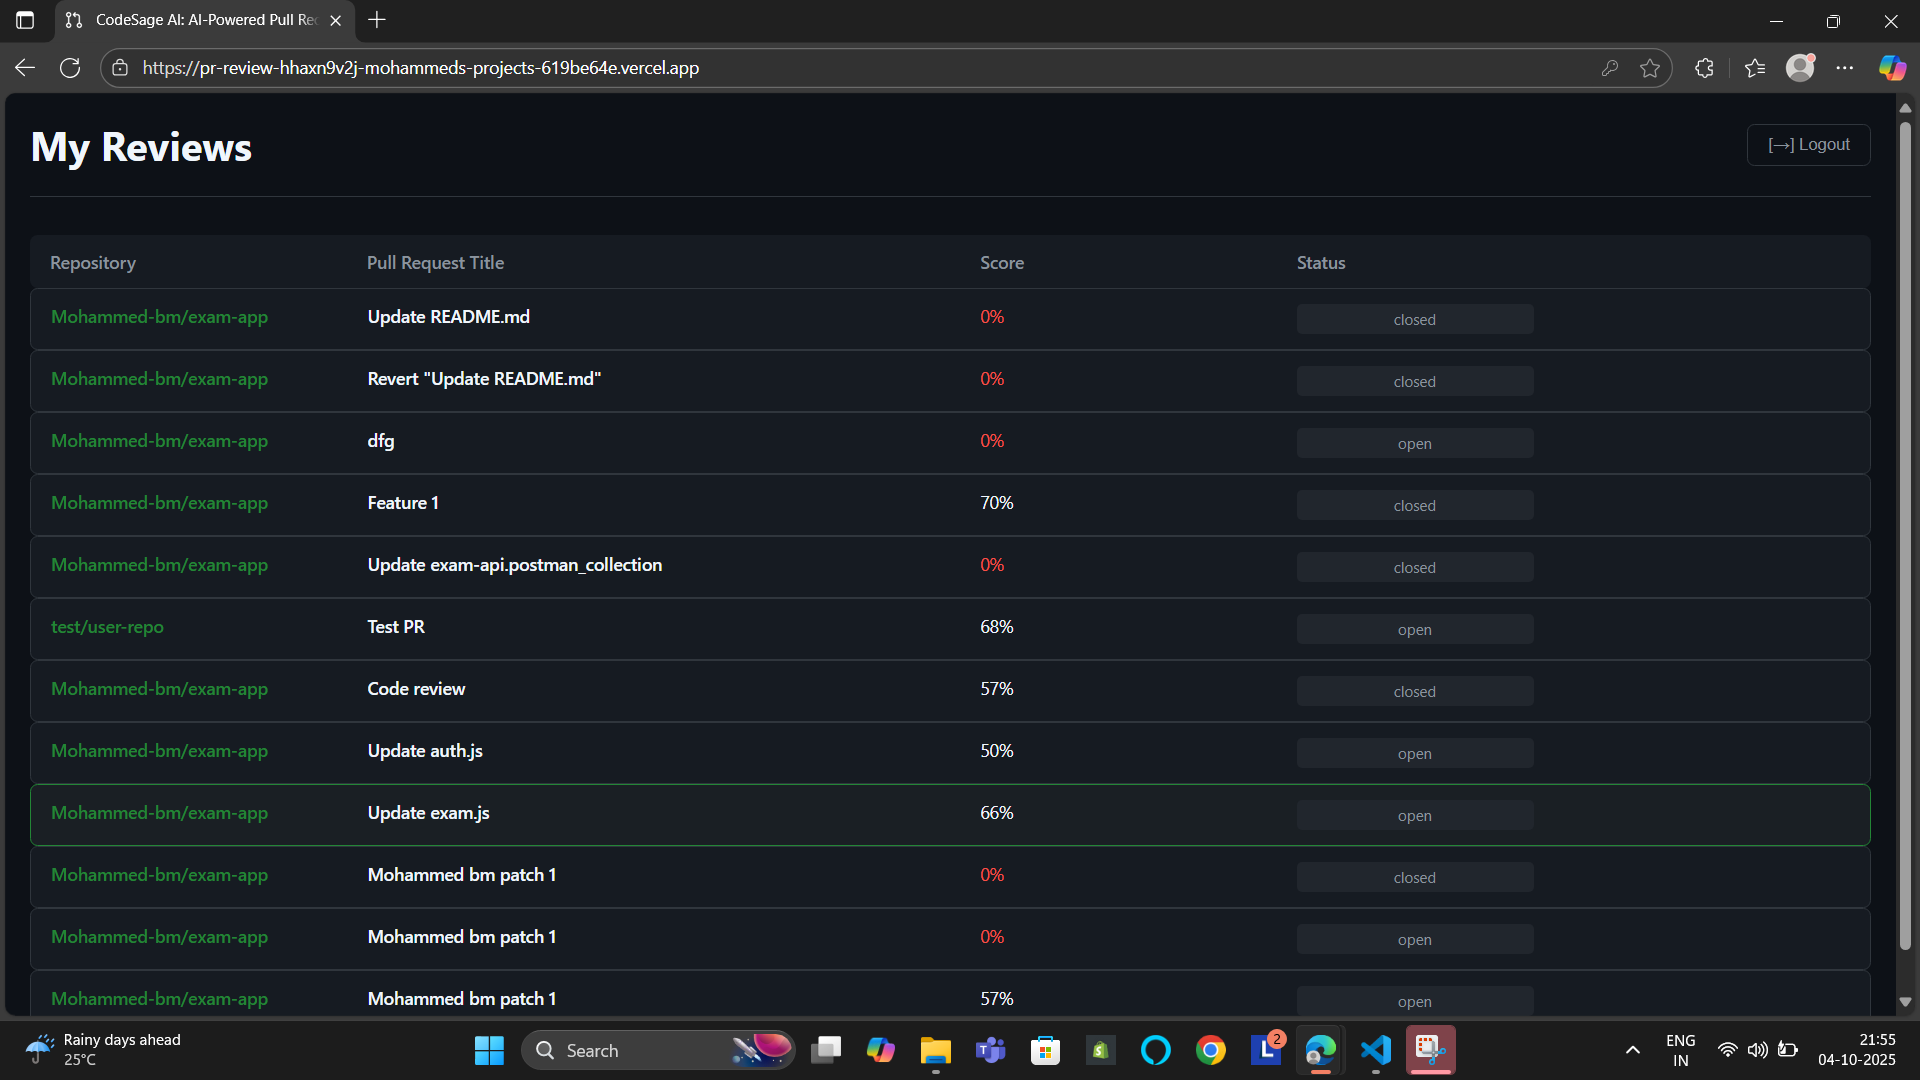 CodeSage AI: AI-Powered Pull Re
https://pr-review-hhaxn9v2j-mohammeds-projects-619be64e.vercel.app
My Reviews
[→] Logout
Repository Pull Request Title Score Status
Mohammed-bm/exam-app Update README.md 0% closed
Mohammed-bm/exam-app Revert "Update README.md" 0% closed
Mohammed-bm/exam-app dfg 0% open
Mohammed-bm/exam-app Feature 1 70% closed
Mohammed-bm/exam-app Update exam-api.postman_collection 0% closed
test/user-repo Test PR 68% open
Mohammed-bm/exam-app Code review 57% closed
Mohammed-bm/exam-app Update auth.js 50% open
Mohammed-bm/exam-app Update exam.js 66% open
Mohammed-bm/exam-app Mohammed bm patch 1 0% closed
Mohammed-bm/exam-app Mohammed bm patch 1 0% open
Mohammed-bm/exam-app Mohammed bm patch 1 57% open
Rainy days ahead
25°C
Search
T
L
2
ENG
IN
21:55
04-10-2025